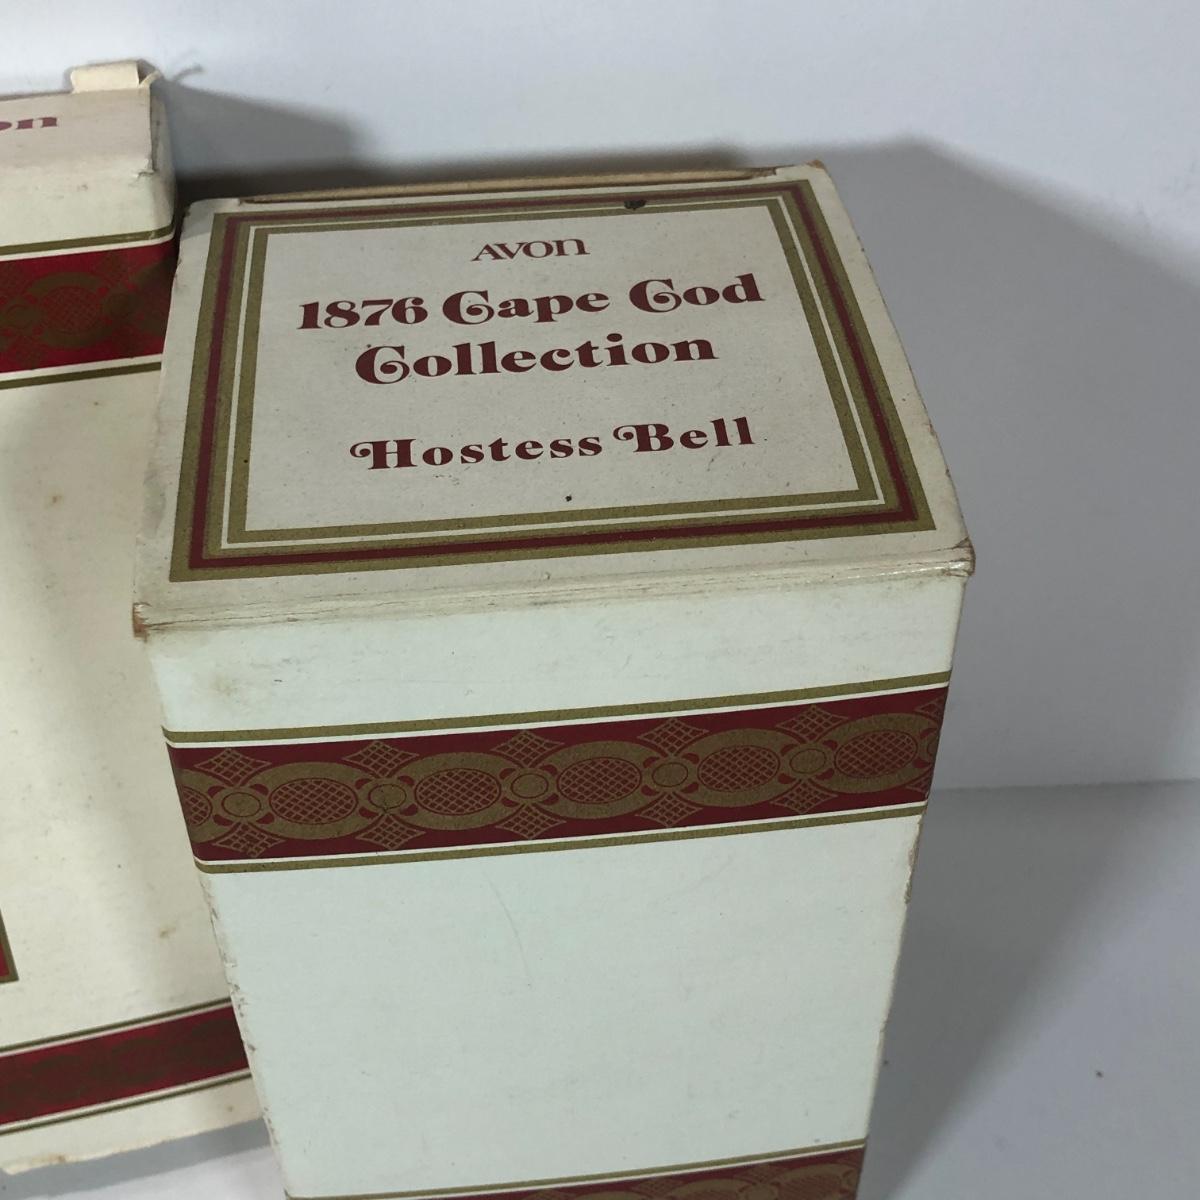 AVON
1876 Cape Cod
Collection
Hostess Bell